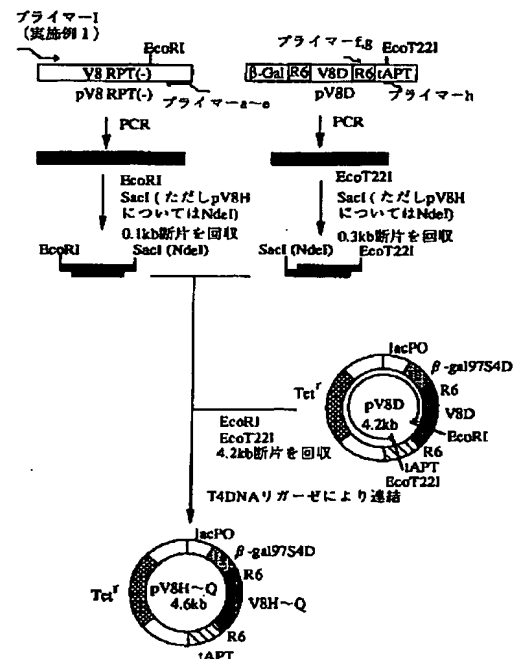 プライマーI
(実施例1)
EcoRI
V8 RPT(-)
pV8 RPT(-)
プライマーa~e
PCR
EcoRI
SacI (ただしpV8H
についてはNdeI)
0.1kb断片を回収
EcoRI
SacI (NdeI)
プライマーf,g
EcoT22I
β-Gal
R6
V8D
R6
tAPT
pV8D
プライマーh
PCR
EcoT22I
SacI (ただしpV8H
についてはNdeI)
0.3kb断片を回収
SacI (NdeI)
EcoT22I
lacPO
β-gal97S4D
R6
V8D
EcoRI
R6
tAPT
EcoT22I
Tetr
pV8D
4.2kb
EcoRI
EcoT22I
4.2kb断片を回収
T4DNAリガーゼにより連結
lacPO
β-gal97S4D
R6
V8H~Q
R6
tAPT
Tetr
pV8H~Q
4.6kb